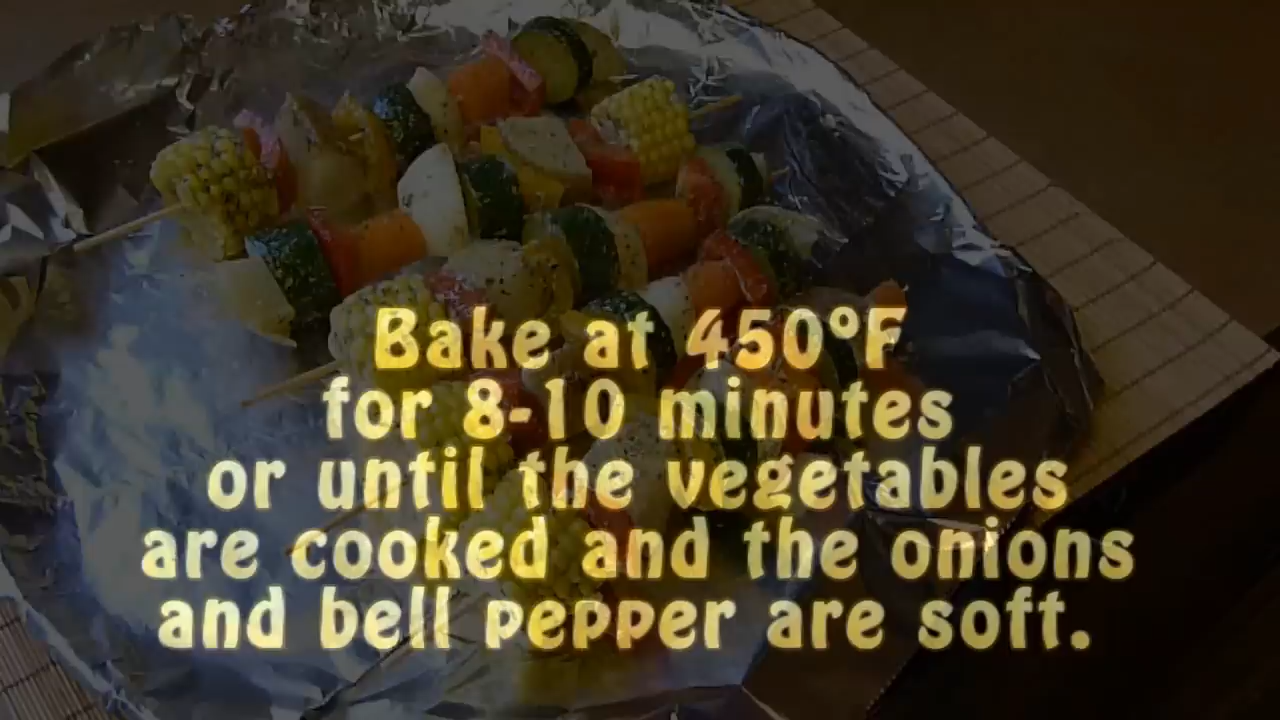 Bake at 450°F
for 8-10 minutes
or until the vegetables
are cooked and the onions
and bell pepper are soft.